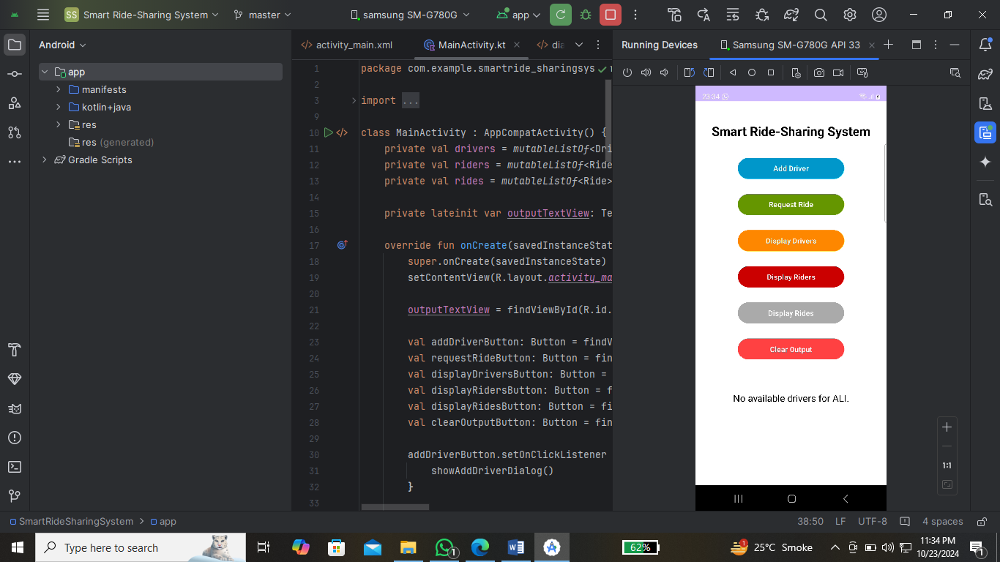 SS Smart Ride-Sharing System master samsung SM-G780G app
Android
app
manifests
kotlin+java
res
res (generated)
Gradle Scripts
activity_main.xml MainActivity.kt dia
1 package com.example.smartride_sharingsys
2
3 import ...
9
10 class MainActivity : AppCompatActivity() {
11 private val drivers = mutableListOf<Dri
12 private val riders = mutableListOf<Ride
13 private val rides = mutableListOf<Ride>
14
15 private lateinit var outputTextView: Te
16
17 override fun onCreate(savedInstanceStat
18 super.onCreate(savedInstanceState)
19 setContentView(R.layout.activity_ma
20
21 outputTextView = findViewById(R.id.
22
23 val addDriverButton: Button = findV
24 val requestRideButton: Button = fin
25 val displayDriversButton: Button =
26 val displayRidersButton: Button = f
27 val displayRidesButton: Button = fi
28 val clearOutputButton: Button = fin
29
30 addDriverButton.setOnClickListener
31 showAddDriverDialog()
32 }
33
Running Devices Samsung SM-G780G API 33
23:34
Smart Ride-Sharing System
Add Driver
Request Ride
Display Drivers
Display Riders
Display Rides
Clear Output
No available drivers for ALI.
1:1
SmartRideSharingSystem > app 38:50 LF UTF-8 4 spaces
Type here to search 1 62% 1 25°C Smoke 11:34 PM
10/23/2024 1